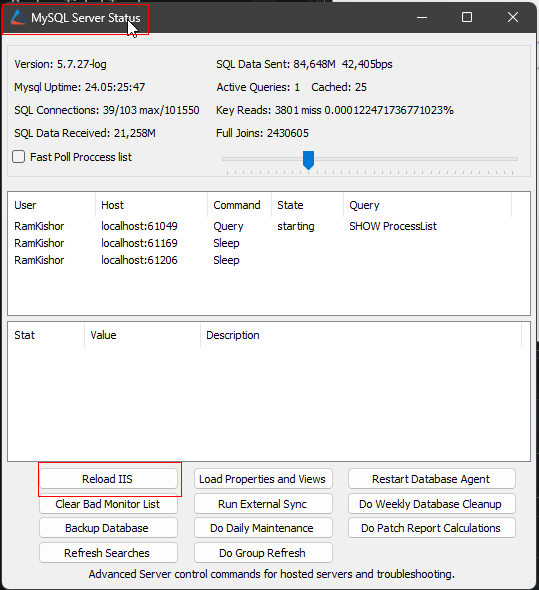 MySQL Server Status
Version: 5.7.27-log SQL Data Sent: 84,648M 42,405bps
Mysql Uptime: 24.05:25:47 Active Queries: 1 Cached: 25
SQL Connections: 39/103 max/101550 Key Reads: 3801 miss 0.000122471736771023%
SQL Data Received: 21,258M Full Joins: 2430605
Fast Poll Proccess list
User Host Command State Query
RamKishor localhost:61049 Query starting SHOW ProcessList
RamKishor localhost:61169 Sleep
RamKishor localhost:61206 Sleep
Stat Value Description
Reload IIS Load Properties and Views Restart Database Agent
Clear Bad Monitor List Run External Sync Do Weekly Database Cleanup
Backup Database Do Daily Maintenance Do Patch Report Calculations
Refresh Searches Do Group Refresh
Advanced Server control commands for hosted servers and troubleshooting.